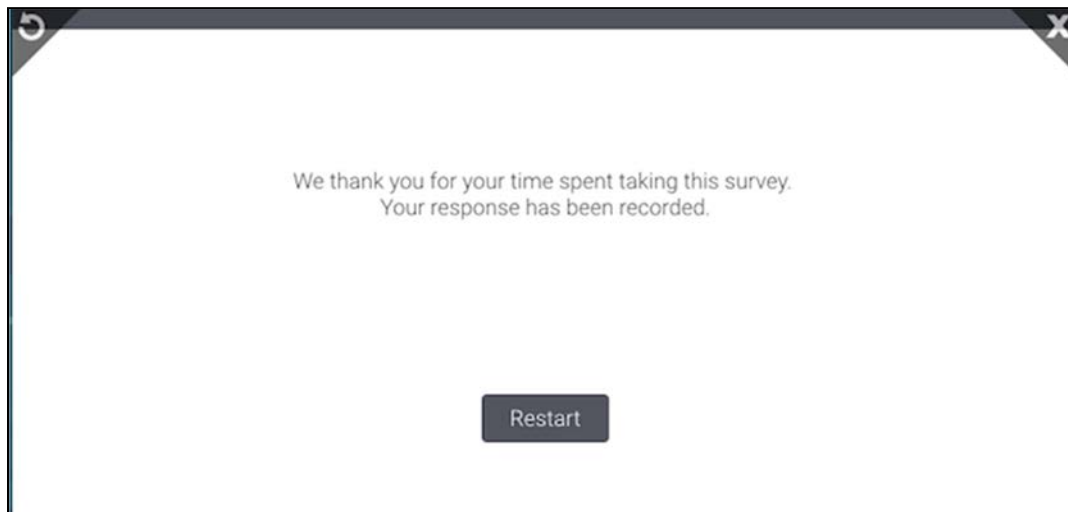 We thank you for your time spent taking this survey.
Your response has been recorded.
Restart